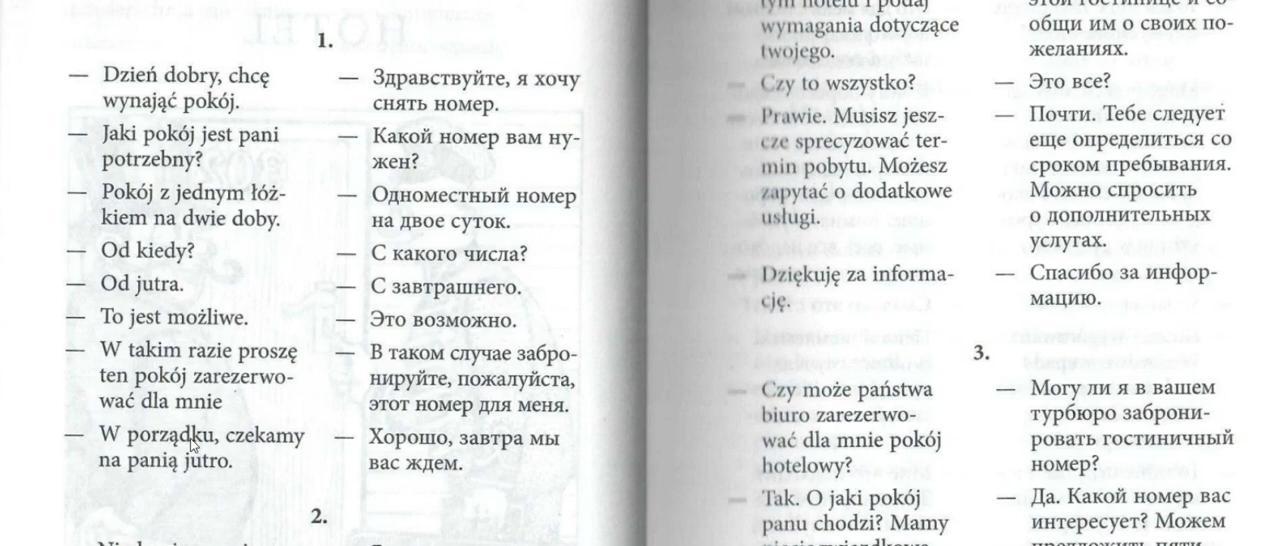 1.
— Dzień dobry, chcę
wynająć pokój.
— Jaki pokój jest pani
potrzebny?
— Pokój z jednym łóż-
kiem na dwie doby.
— Od kiedy?
— Od jutra.
— To jest możliwe.
— W takim razie proszę
ten pokój zarezerwo-
wać dla mnie
— W porządku, czekamy
na panią jutro.
— Здравствуйте, я хочу
снять номер.
— Какой номер вам ну-
жен?
— Одноместный номер
на двое суток.
— С какого числа?
— С завтрашнего.
— Это возможно.
— В таком случае забро-
нируйте, пожалуйста,
этот номер для меня.
— Хорошо, завтра мы
вас ждем.
2.
tym hotelu i podaj
wymagania dotyczące
twojego.
— Czy to wszystko?
— Prawie. Musisz jesz-
cze sprecyzować ter-
min pobytu. Możesz
zapytać o dodatkowe
usługi.
— Dziękuję za informa-
cję.
этой гостинице и со-
общи им о своих по-
желаниях.
— Это все?
— Почти. Тебе следует
еще определиться со
сроком пребывания.
Можно спросить
о дополнительных
услугах.
— Спасибо за инфор-
мацию.
3.
— Czy może państwa
biuro zarezerwo-
wać dla mnie pokój
hotelowy?
— Tak. O jaki pokój
panu chodzi? Mamy
— Могу ли я в вашем
турбюро заброни-
ровать гостиничный
номер?
— Да. Какой номер вас
интересует? Можем